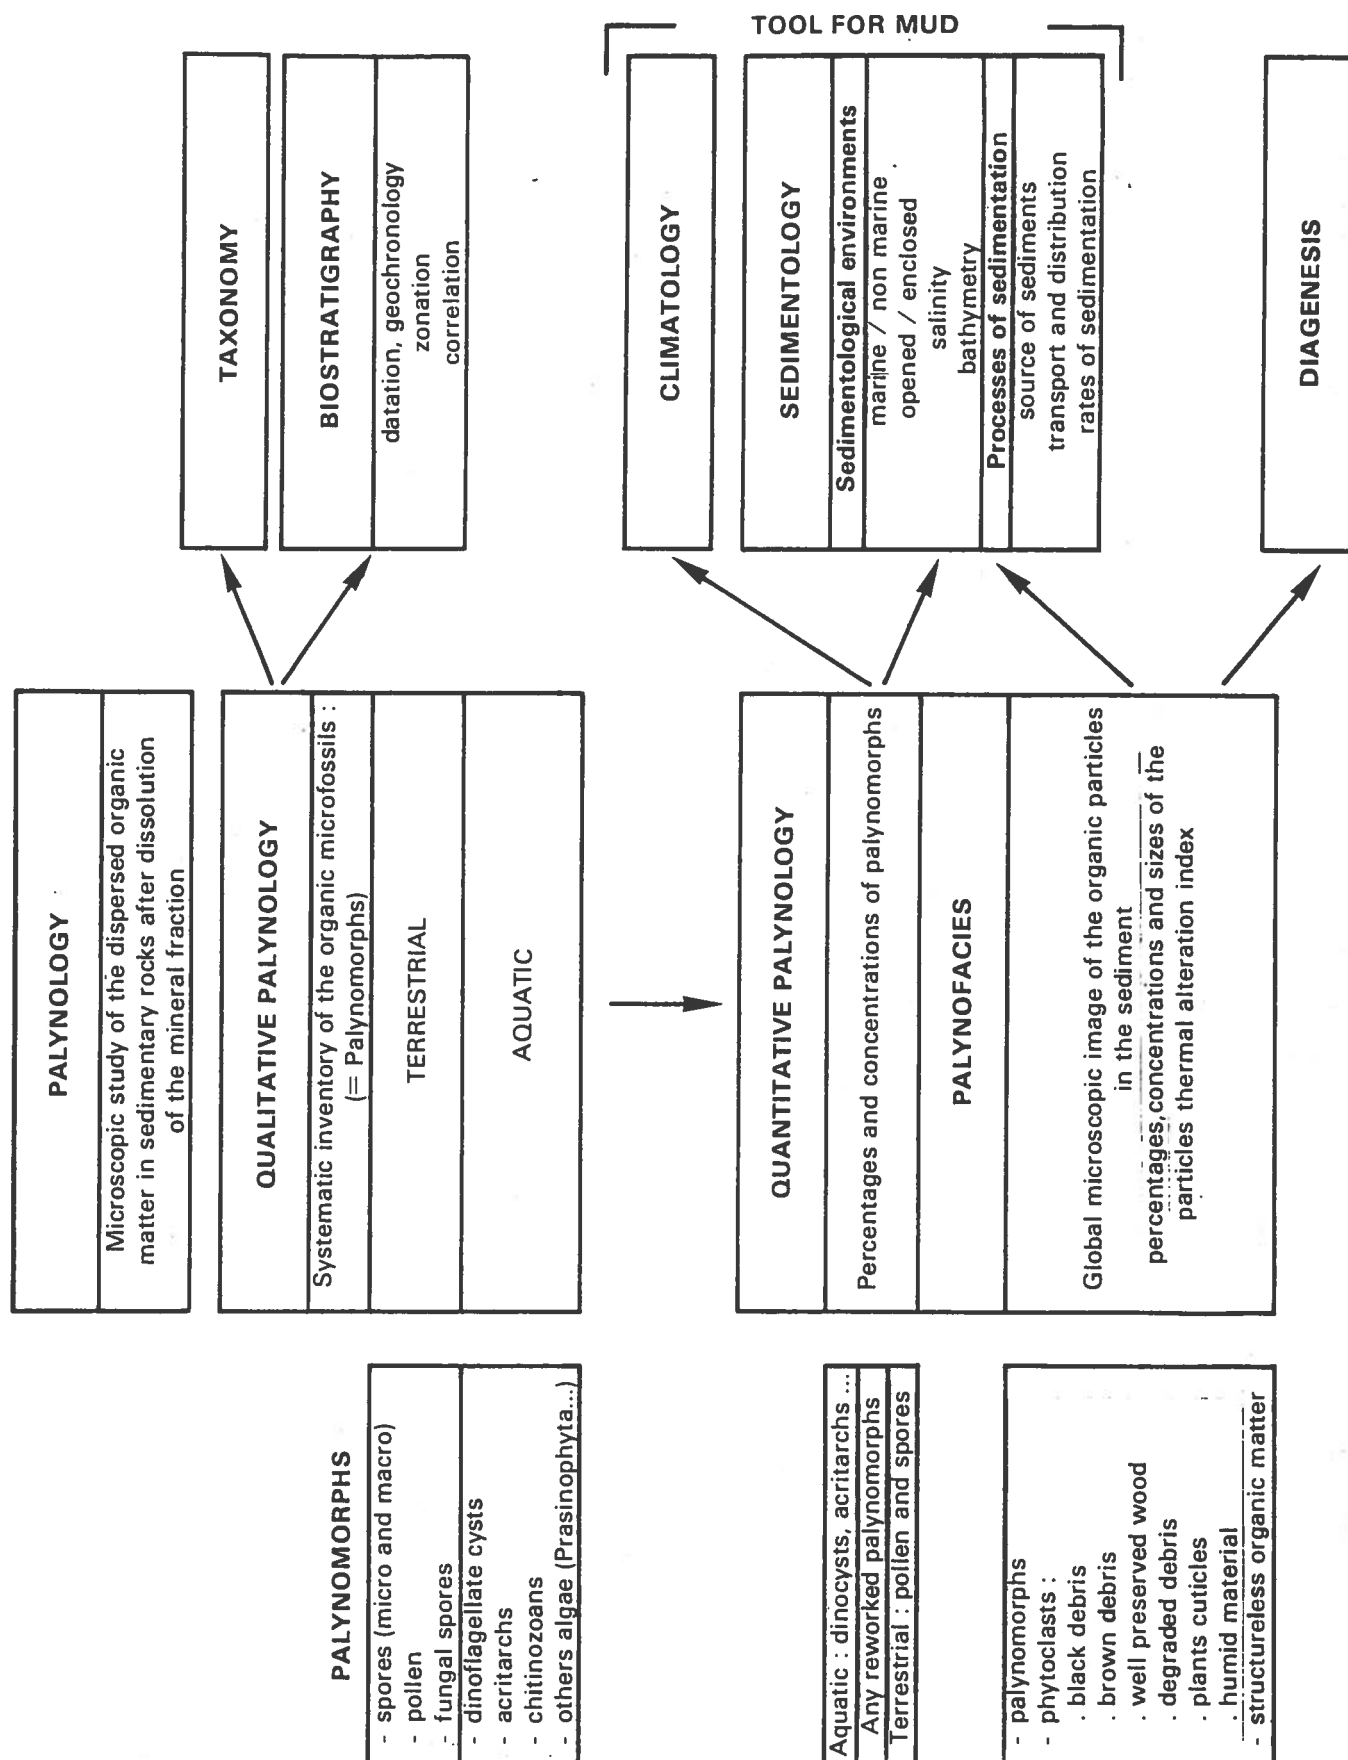 PALYNOLOGY
Microscopic study of the dispersed organic
matter in sedimentary rocks after dissolution
of the mineral fraction
PALYNOMORPHS
- spores (micro and macro)
- pollen
- fungal spores
- dinoflagellate cysts
- acritarchs
- chitinozoans
- others algae (Prasinophyta...)
QUALITATIVE PALYNOLOGY
Systematic inventory of the organic microfossils :
(= Palynomorphs)
TERRESTRIAL
AQUATIC
TAXONOMY
BIOSTRATIGRAPHY
datation, geochronology
zonation
correlation
Aquatic : dinocysts, acritarchs ...
Any reworked palynomorphs
Terrestrial : pollen and spores
QUANTITATIVE PALYNOLOGY
Percentages and concentrations of palynomorphs
PALYNOFACIES
Global microscopic image of the organic particles
in the sediment
percentages,concentrations and sizes of the
particles thermal alteration index
- palynomorphs
- phytoclasts :
. black debris
. brown debris
. well preserved wood
. degraded debris
. plants cuticles
. humid material
- structureless organic matter
TOOL FOR MUD
CLIMATOLOGY
SEDIMENTOLOGY
Sedimentological environments
marine / non marine
opened / enclosed
salinity
bathymetry
Processes of sedimentation
source of sediments
transport and distribution
rates of sedimentation
DIAGENESIS